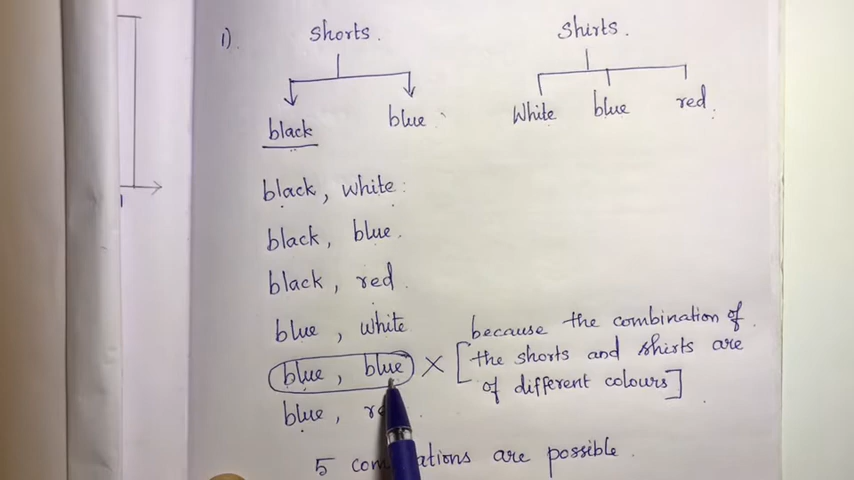 1). Shorts. Shirts.
black blue White blue red.
black, white
black, blue.
black, red
blue, white
because the combination of
blue, blue × [the shorts and shirts are
of different colours]
blue,
5 are possible.